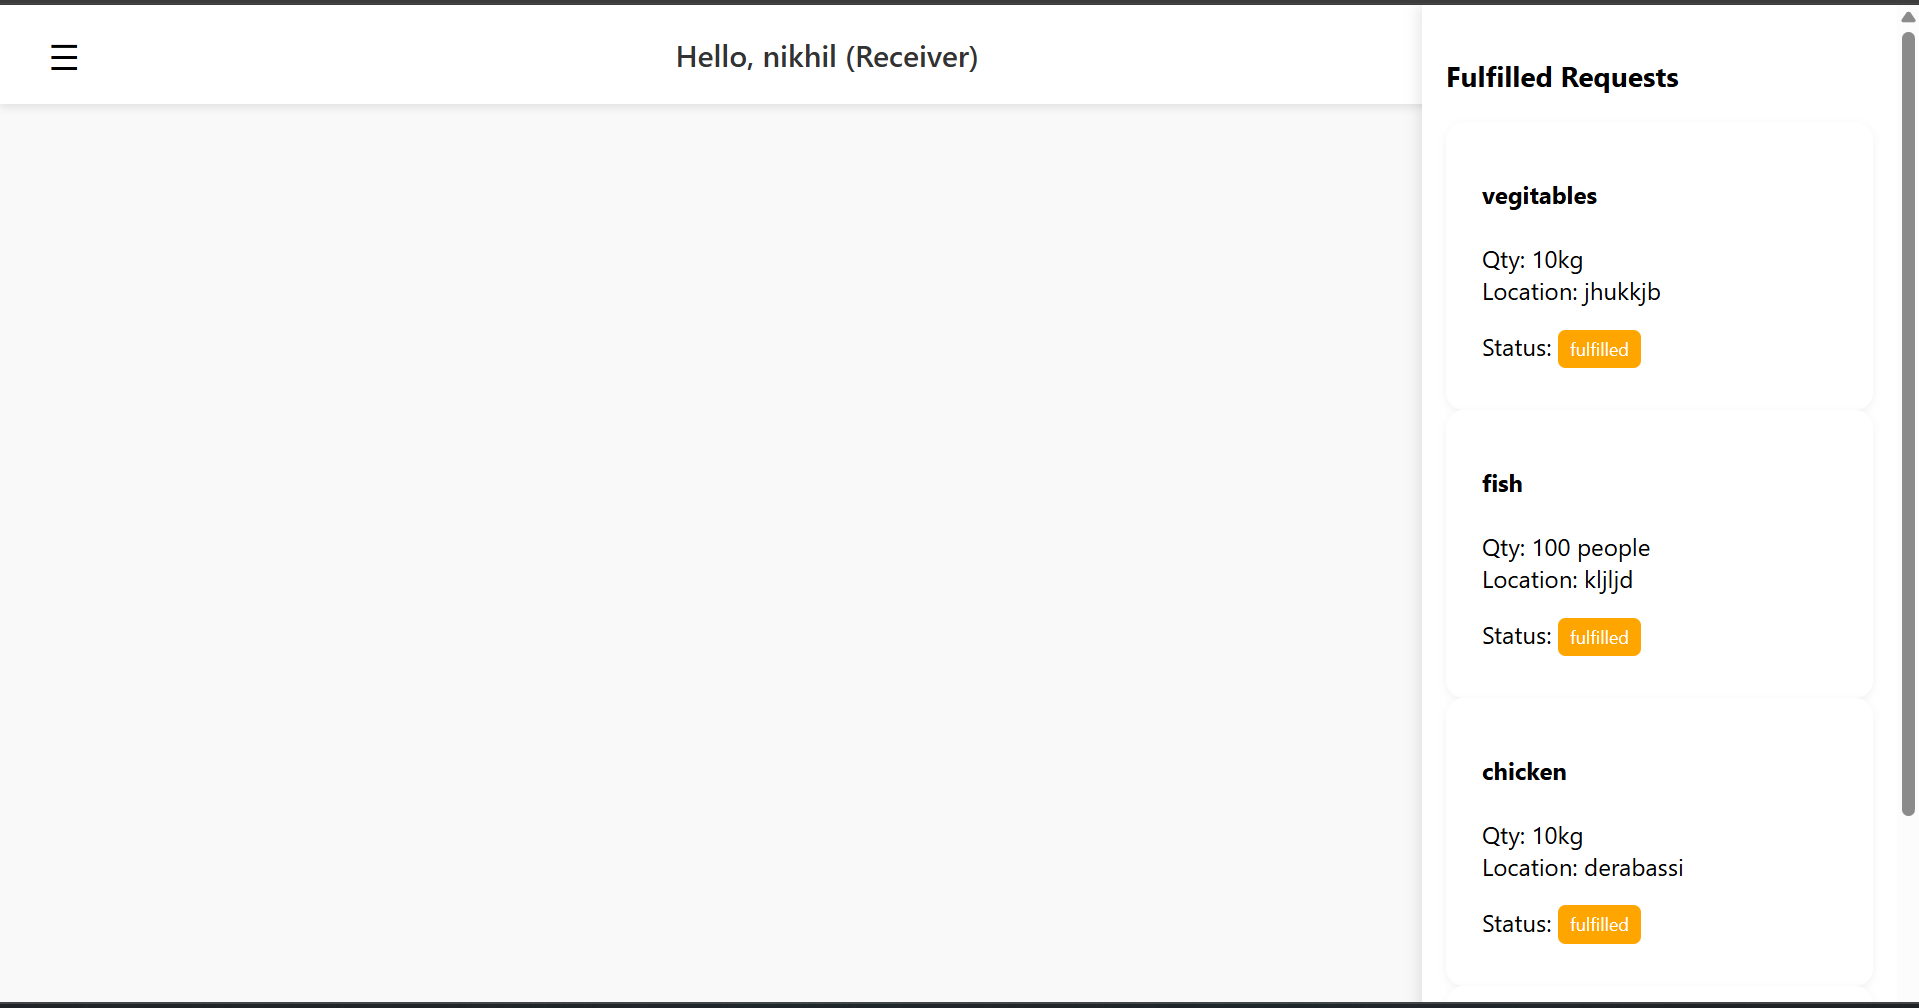 ☰
Hello, nikhil (Receiver)
Fulfilled Requests
vegitables
Qty: 10kg
Location: jhukkjb
Status: fulfilled
fish
Qty: 100 people
Location: kljljd
Status: fulfilled
chicken
Qty: 10kg
Location: derabassi
Status: fulfilled